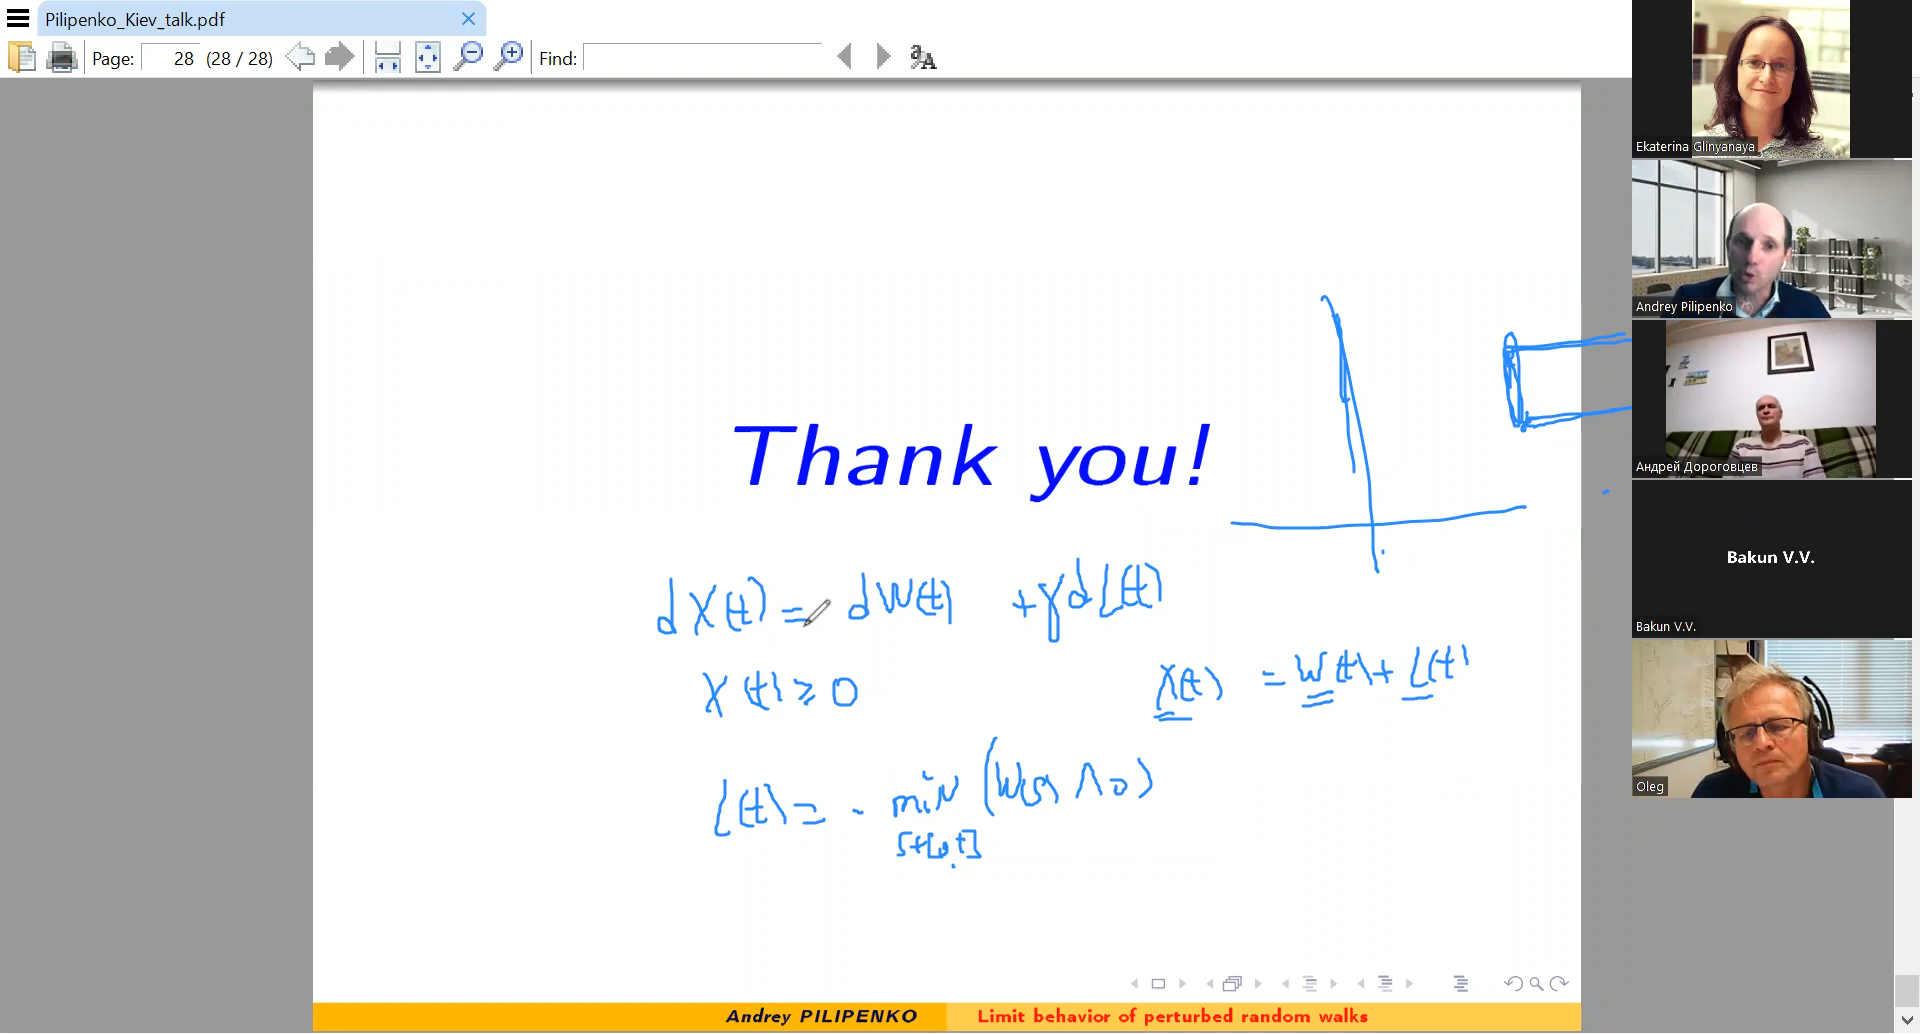 Pilipenko_Kiev_talk.pdf
Page: 28 (28 / 28) Find:
Thank you!
dX(t) = dW(t) + γdL(t)
X(t) ≥ 0
X(t) = W(t) + L(t)
L(t) = - min (W(s) ∧ 0)
s∈[0,t]
Andrey PILIPENKO Limit behavior of perturbed random walks
Ekaterina Glinyanaya
Andrey Pilipenko
Андрей Дороговцев
Bakun V.V.
Bakun V.V.
Oleg